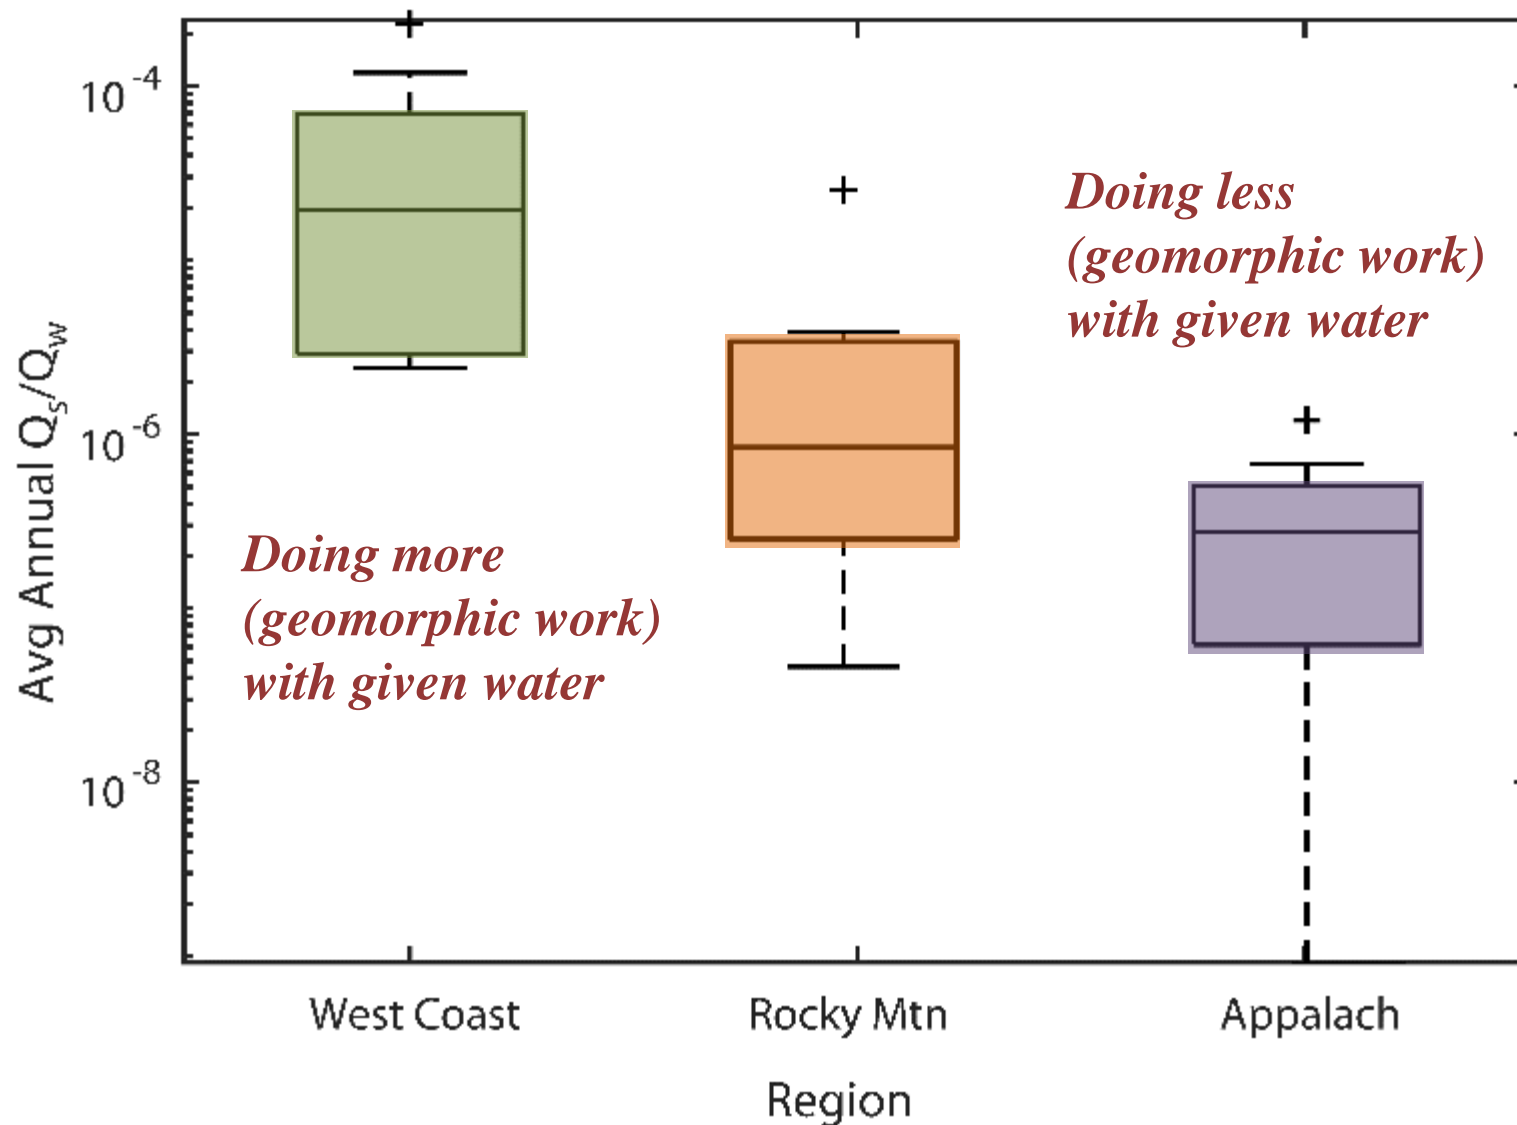 Avg Annual Qs/Qw
10-4
10-6
10-8
Doing more
(geomorphic work)
with given water
Doing less
(geomorphic work)
with given water
West Coast
Rocky Mtn
Appalach
Region